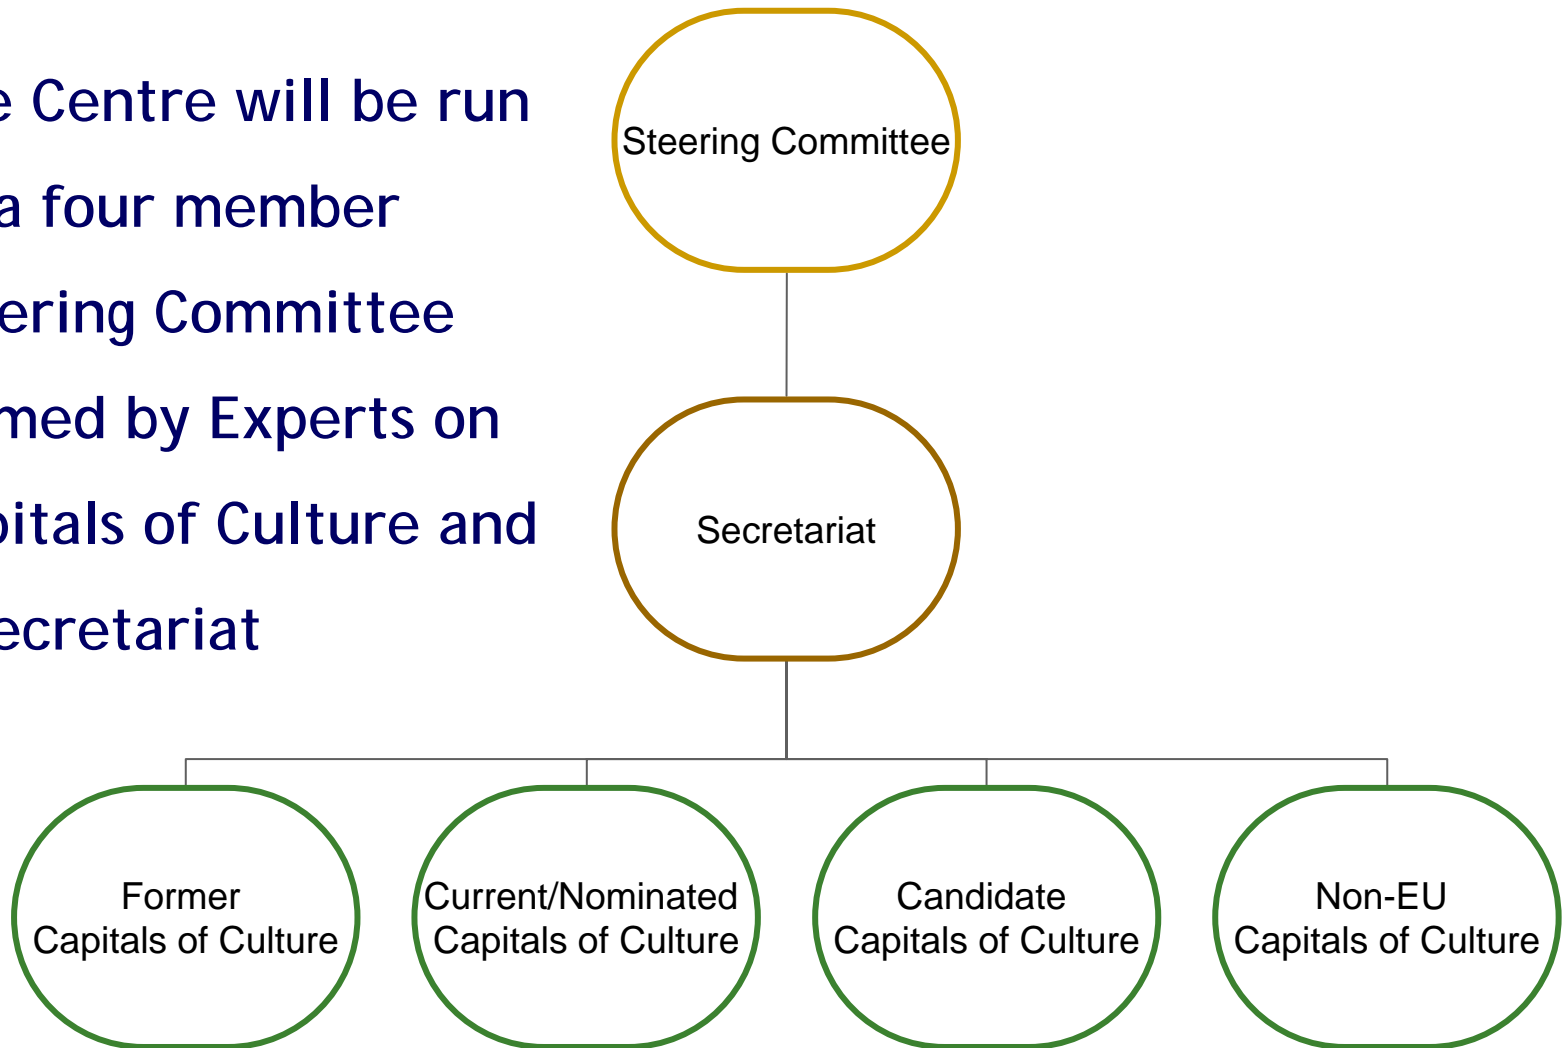 e Centre will be run
a four member
ering Committee
med by Experts on
pitals of Culture and
ecretariat
Steering Committee
Secretariat
Former
Capitals of Culture
Current/Nominated
Capitals of Culture
Candidate
Capitals of Culture
Non-EU
Capitals of Culture